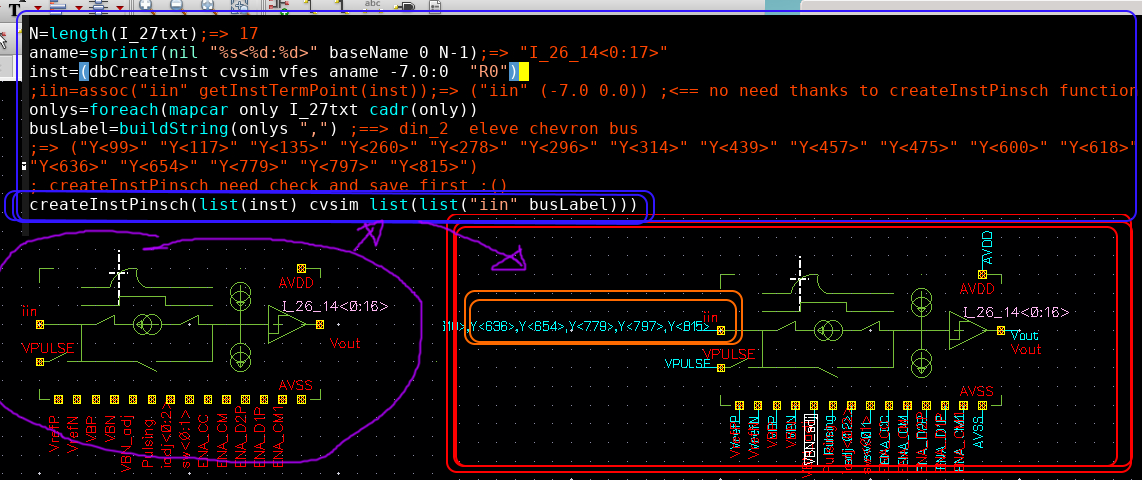 T
abc
N=length(I_27txt);=> 17
aname=sprintf(nil "%s<%d:%d>" baseName 0 N-1);=> "I_26_14<0:17>"
inst=(dbCreateInst cvsim vfes aname -7.0:0  "R0")
;iin=assoc("iin" getInstTermPoint(inst));=> ("iin" (-7.0 0.0)) ;<== no need thanks to createInstPinsch function
onlys=foreach(mapcar only I_27txt cadr(only))
busLabel=buildString(onlys ",") ;==> din_2  eleve chevron bus
;=> ("Y<99>" "Y<117>" "Y<135>" "Y<260>" "Y<278>" "Y<296>" "Y<314>" "Y<439>" "Y<457>" "Y<475>" "Y<600>" "Y<618>"
"Y<636>" "Y<654>" "Y<779>" "Y<797>" "Y<815>")
; createInstPinsch need check and save first ;()
createInstPinsch(list(inst) cvsim list(list("iin" busLabel)))
AVDD
I_26_14<0:16>
iin
VPULSE
Vout
AVSS
VrefP
VrefN
VBP
VBN
VBN_adj
Pulsing
iadj<0:2>
sw<0:1>
ENA_CC
ENA_CM
ENA_D2P
ENA_D1P
ENA_CM1
AVDD
AVDD
I_26_14<0:16>
iin
,Y<636>,Y<654>,Y<779>,Y<797>,Y<815>
VPULSE
VPULSE
Vout
Vout
AVSS
VrefP
VrefN
VBP
VBN
VBN_adj
Pulsing
ENA_CC
ENA_CM
ENA_D2P
ENA_D1P
ENA_CM1
AVSS